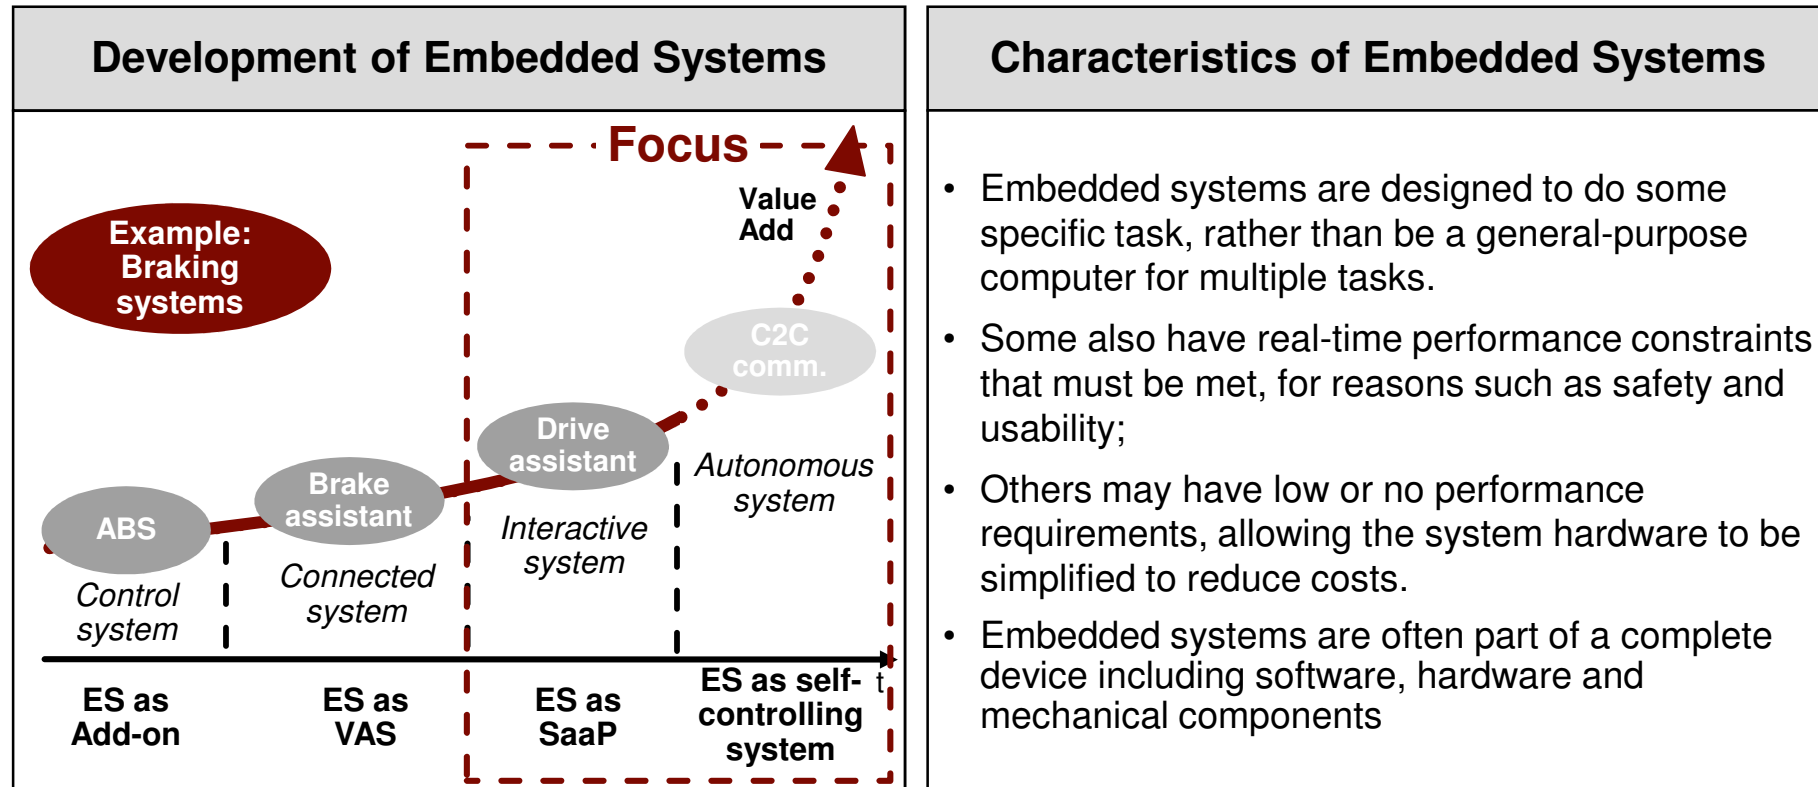 Development of Embedded Systems
Focus
Value
Add
Example:
Braking
systems
C2C
comm.
Drive
assistant
Autonomous
system
Brake
assistant
Interactive
system
ABS
Connected
system
Control
system
t
ES as
Add-on
ES as
VAS
ES as
SaaP
ES as self-
controlling
system
Characteristics of Embedded Systems
• Embedded systems are designed to do some
specific task, rather than be a general-purpose
computer for multiple tasks.
• Some also have real-time performance constraints
that must be met, for reasons such as safety and
usability;
• Others may have low or no performance
requirements, allowing the system hardware to be
simplified to reduce costs.
• Embedded systems are often part of a complete
device including software, hardware and
mechanical components